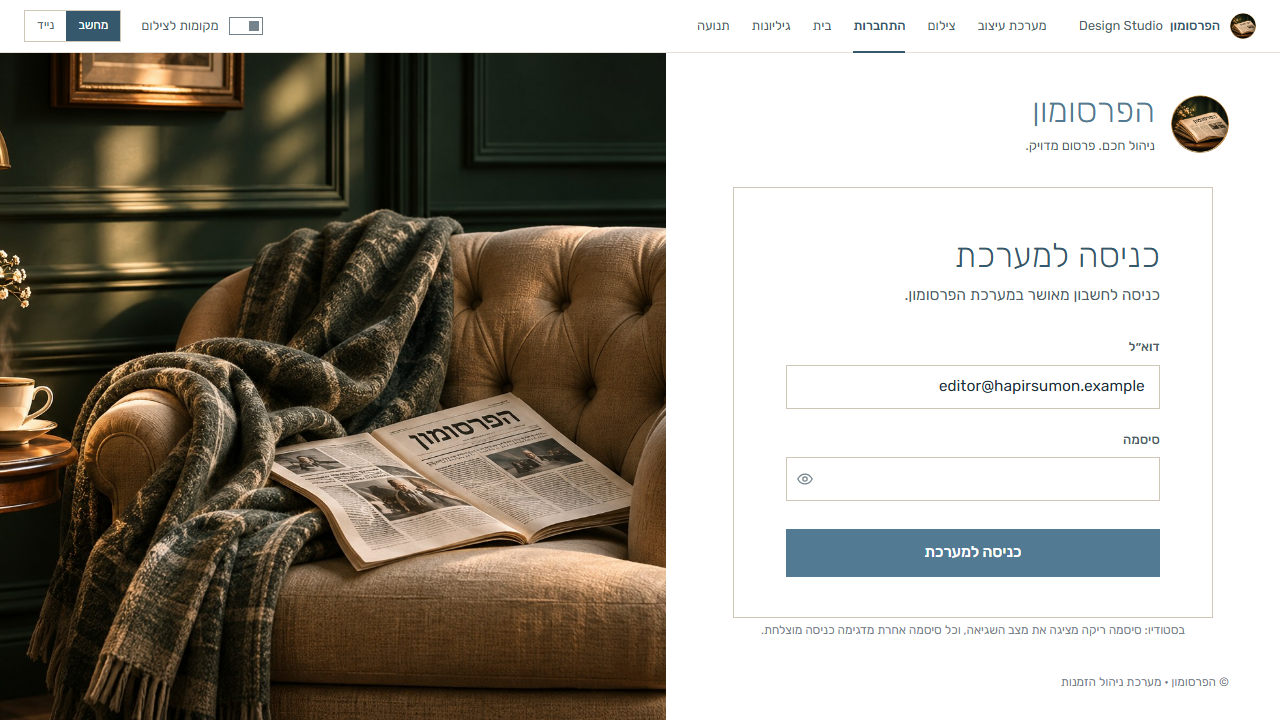 הפרסומון Design Studio
מערכת עיצוב
צילום
התחברות
בית
גיליונות
תנועה
מקומות לצילום
מחשב
נייד
הפרסומון
ניהול חכם. פרסום מדויק.
כניסה למערכת
כניסה לחשבון מאושר במערכת הפרסומון.
דוא״ל
editor@hapirsumon.example
סיסמה
כניסה למערכת
בסטודיו: סיסמה ריקה מציגה את מצב השגיאה, וכל סיסמה אחרת מדגימה כניסה מוצלחת.
© הפרסומון • מערכת ניהול הזמנות
הפרסומון